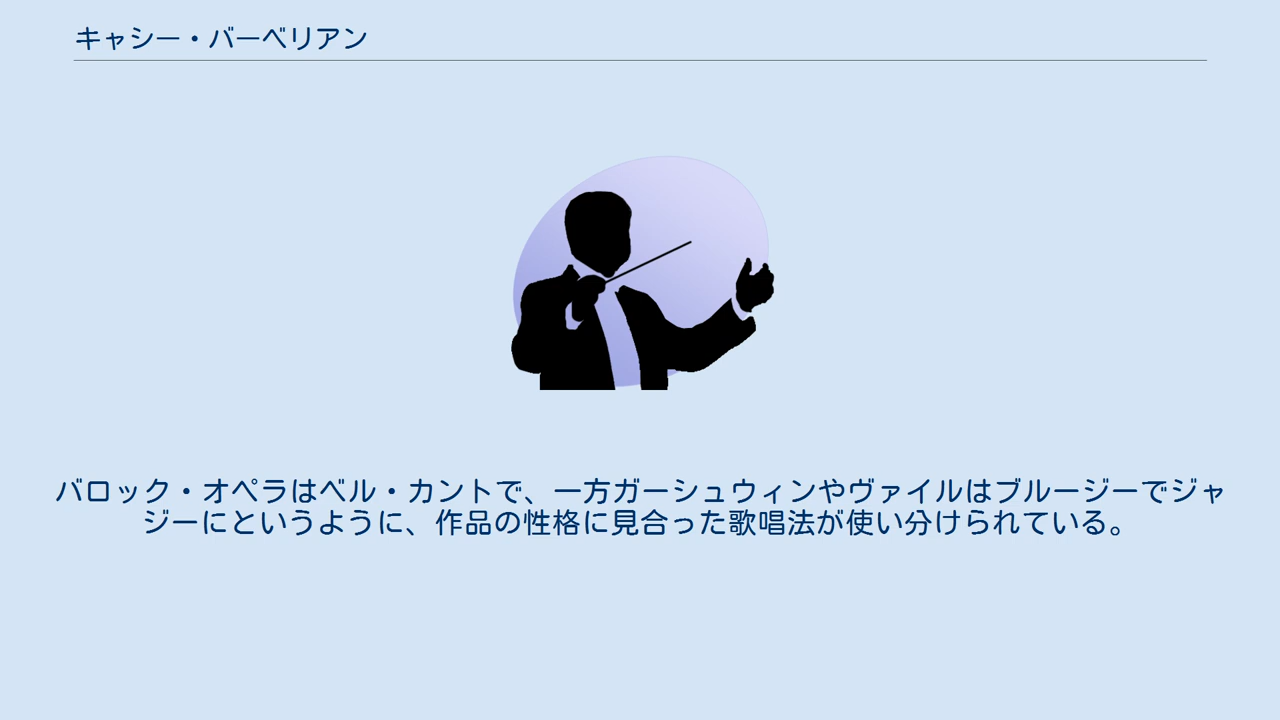 キャシー・バーベリアン
バロック・オペラはベル・カントで、一方ガーシュウィンやヴァイルはブルージーでジャ
ジーにというように、作品の性格に見合った歌唱法が使い分けられている。